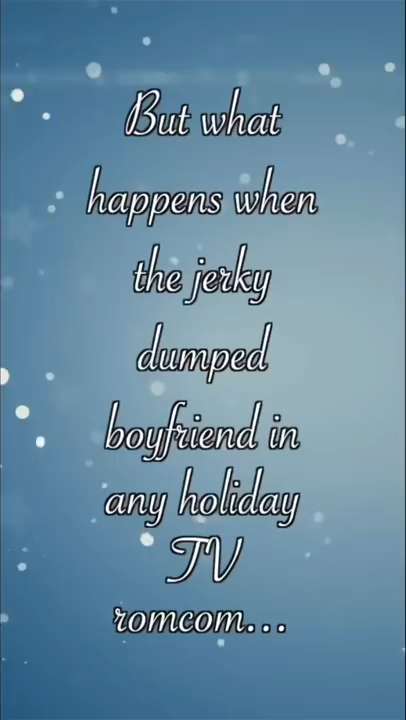 But what
happens when
the jerky
dumped
boyfriend in
any holiday
TV
romcom...